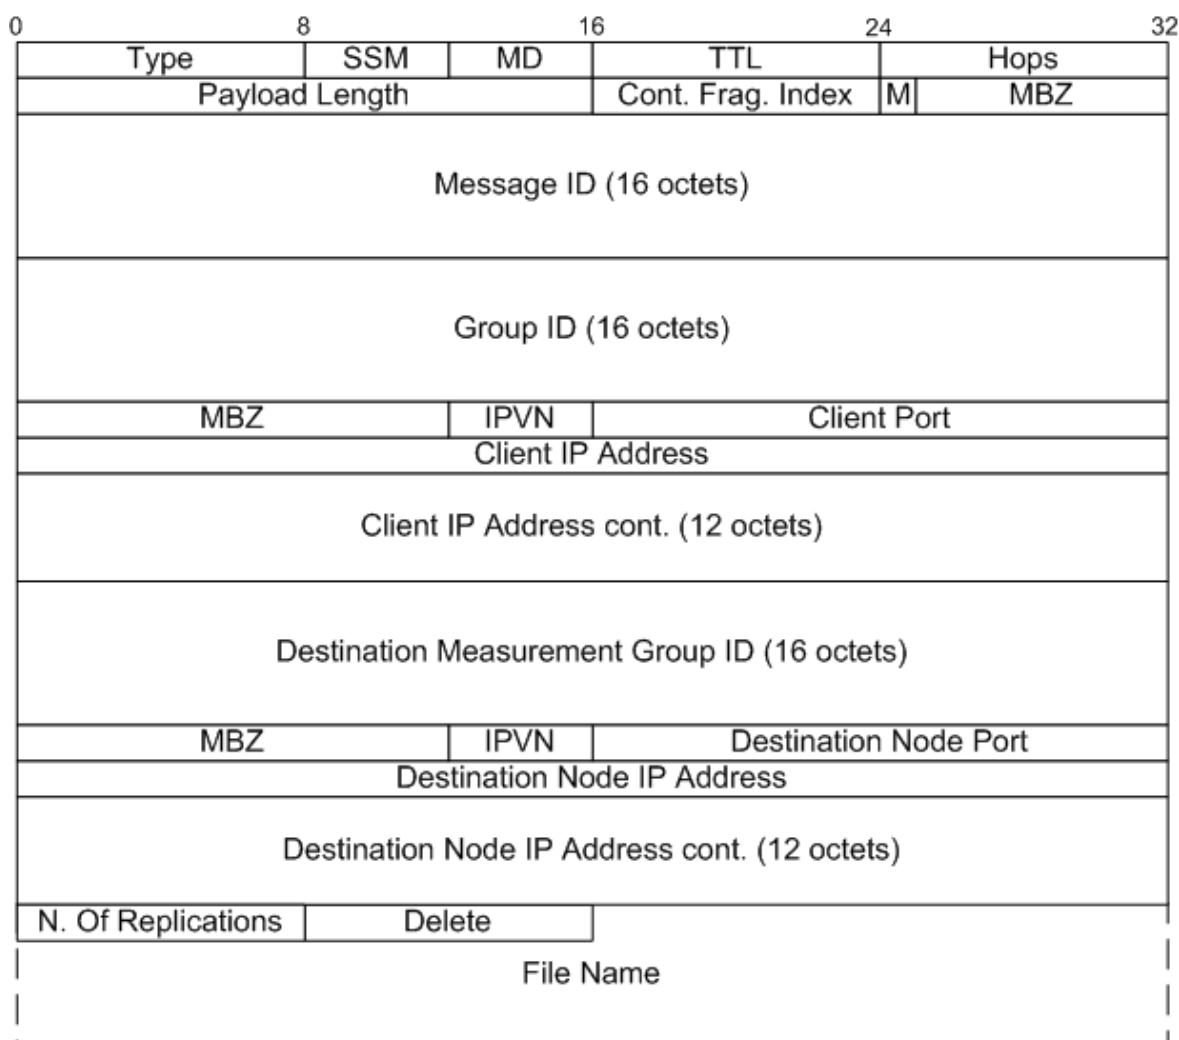 0 8 16 24 32
Type SSM MD TTL Hops
Payload Length Cont. Frag. Index M MBZ
Message ID (16 octets)
Group ID (16 octets)
MBZ IPVN Client Port
Client IP Address
Client IP Address cont. (12 octets)
Destination Measurement Group ID (16 octets)
MBZ IPVN Destination Node Port
Destination Node IP Address
Destination Node IP Address cont. (12 octets)
N. Of Replications Delete
File Name